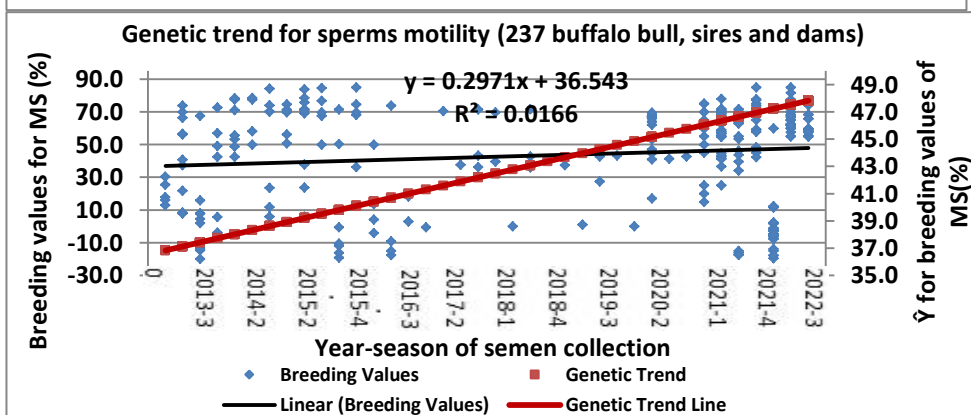 Genetic trend for sperms motility (237 buffalo bull, sires and dams)
y = 0.2971x + 36.543
R² = 0.0166
Breeding values for MS (%)
90.0
70.0
50.0
30.0
10.0
-10.0
-30.0
49.0
47.0
45.0
43.0
41.0
39.0
37.0
35.0
Ŷ for breeding values of
MS(%)
0
2013-3
2014-2
2015-2
2015-4
2016-3
2017-2
2018-1
2018-4
2019-3
2020-2
2021-1
2021-4
2022-3
Year-season of semen collection
Breeding Values
Genetic Trend
Linear (Breeding Values)
Genetic Trend Line